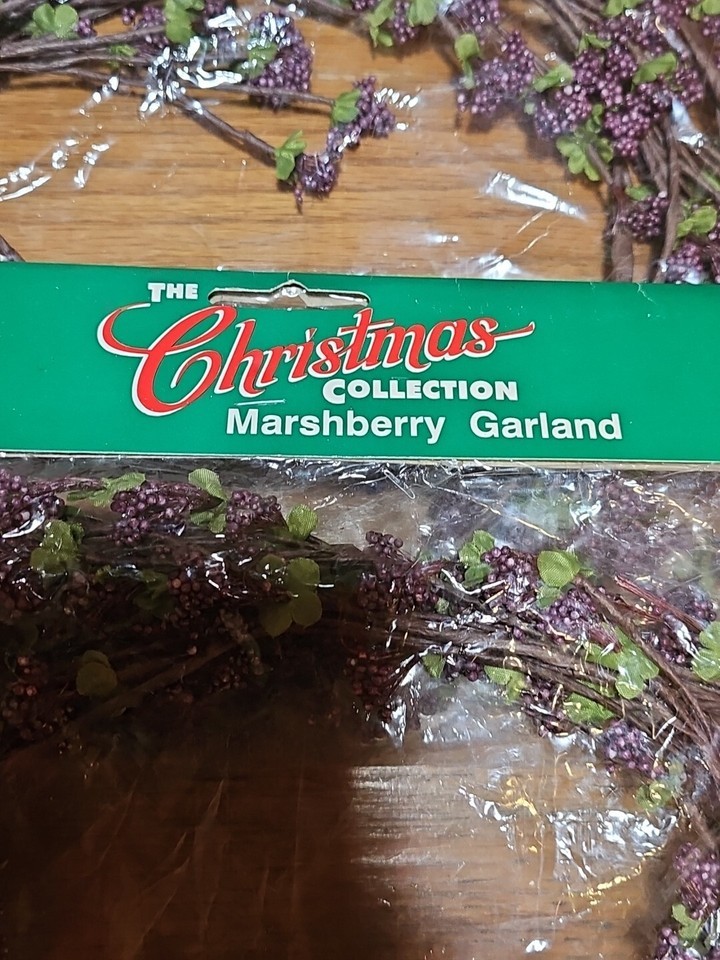 THE
Christmas
COLLECTION
Marshberry Garland